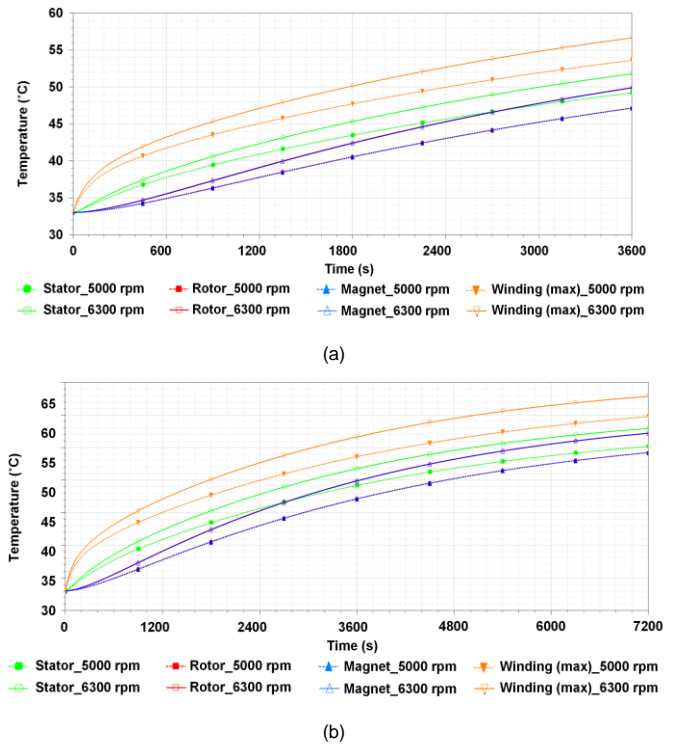 60
55
50
45
40
35
30
Temperature (˚C)
0 600 1200 1800 2400 3000 3600
Time (s)
Stator_5000 rpm Rotor_5000 rpm Magnet_5000 rpm Winding (max)_5000 rpm
Stator_6300 rpm Rotor_6300 rpm Magnet_6300 rpm Winding (max)_6300 rpm
(a)
65
60
55
50
45
40
35
30
Temperature (˚C)
0 1200 2400 3600 4800 6000 7200
Time (s)
Stator_5000 rpm Rotor_5000 rpm Magnet_5000 rpm Winding (max)_5000 rpm
Stator_6300 rpm Rotor_6300 rpm Magnet_6300 rpm Winding (max)_6300 rpm
(b)